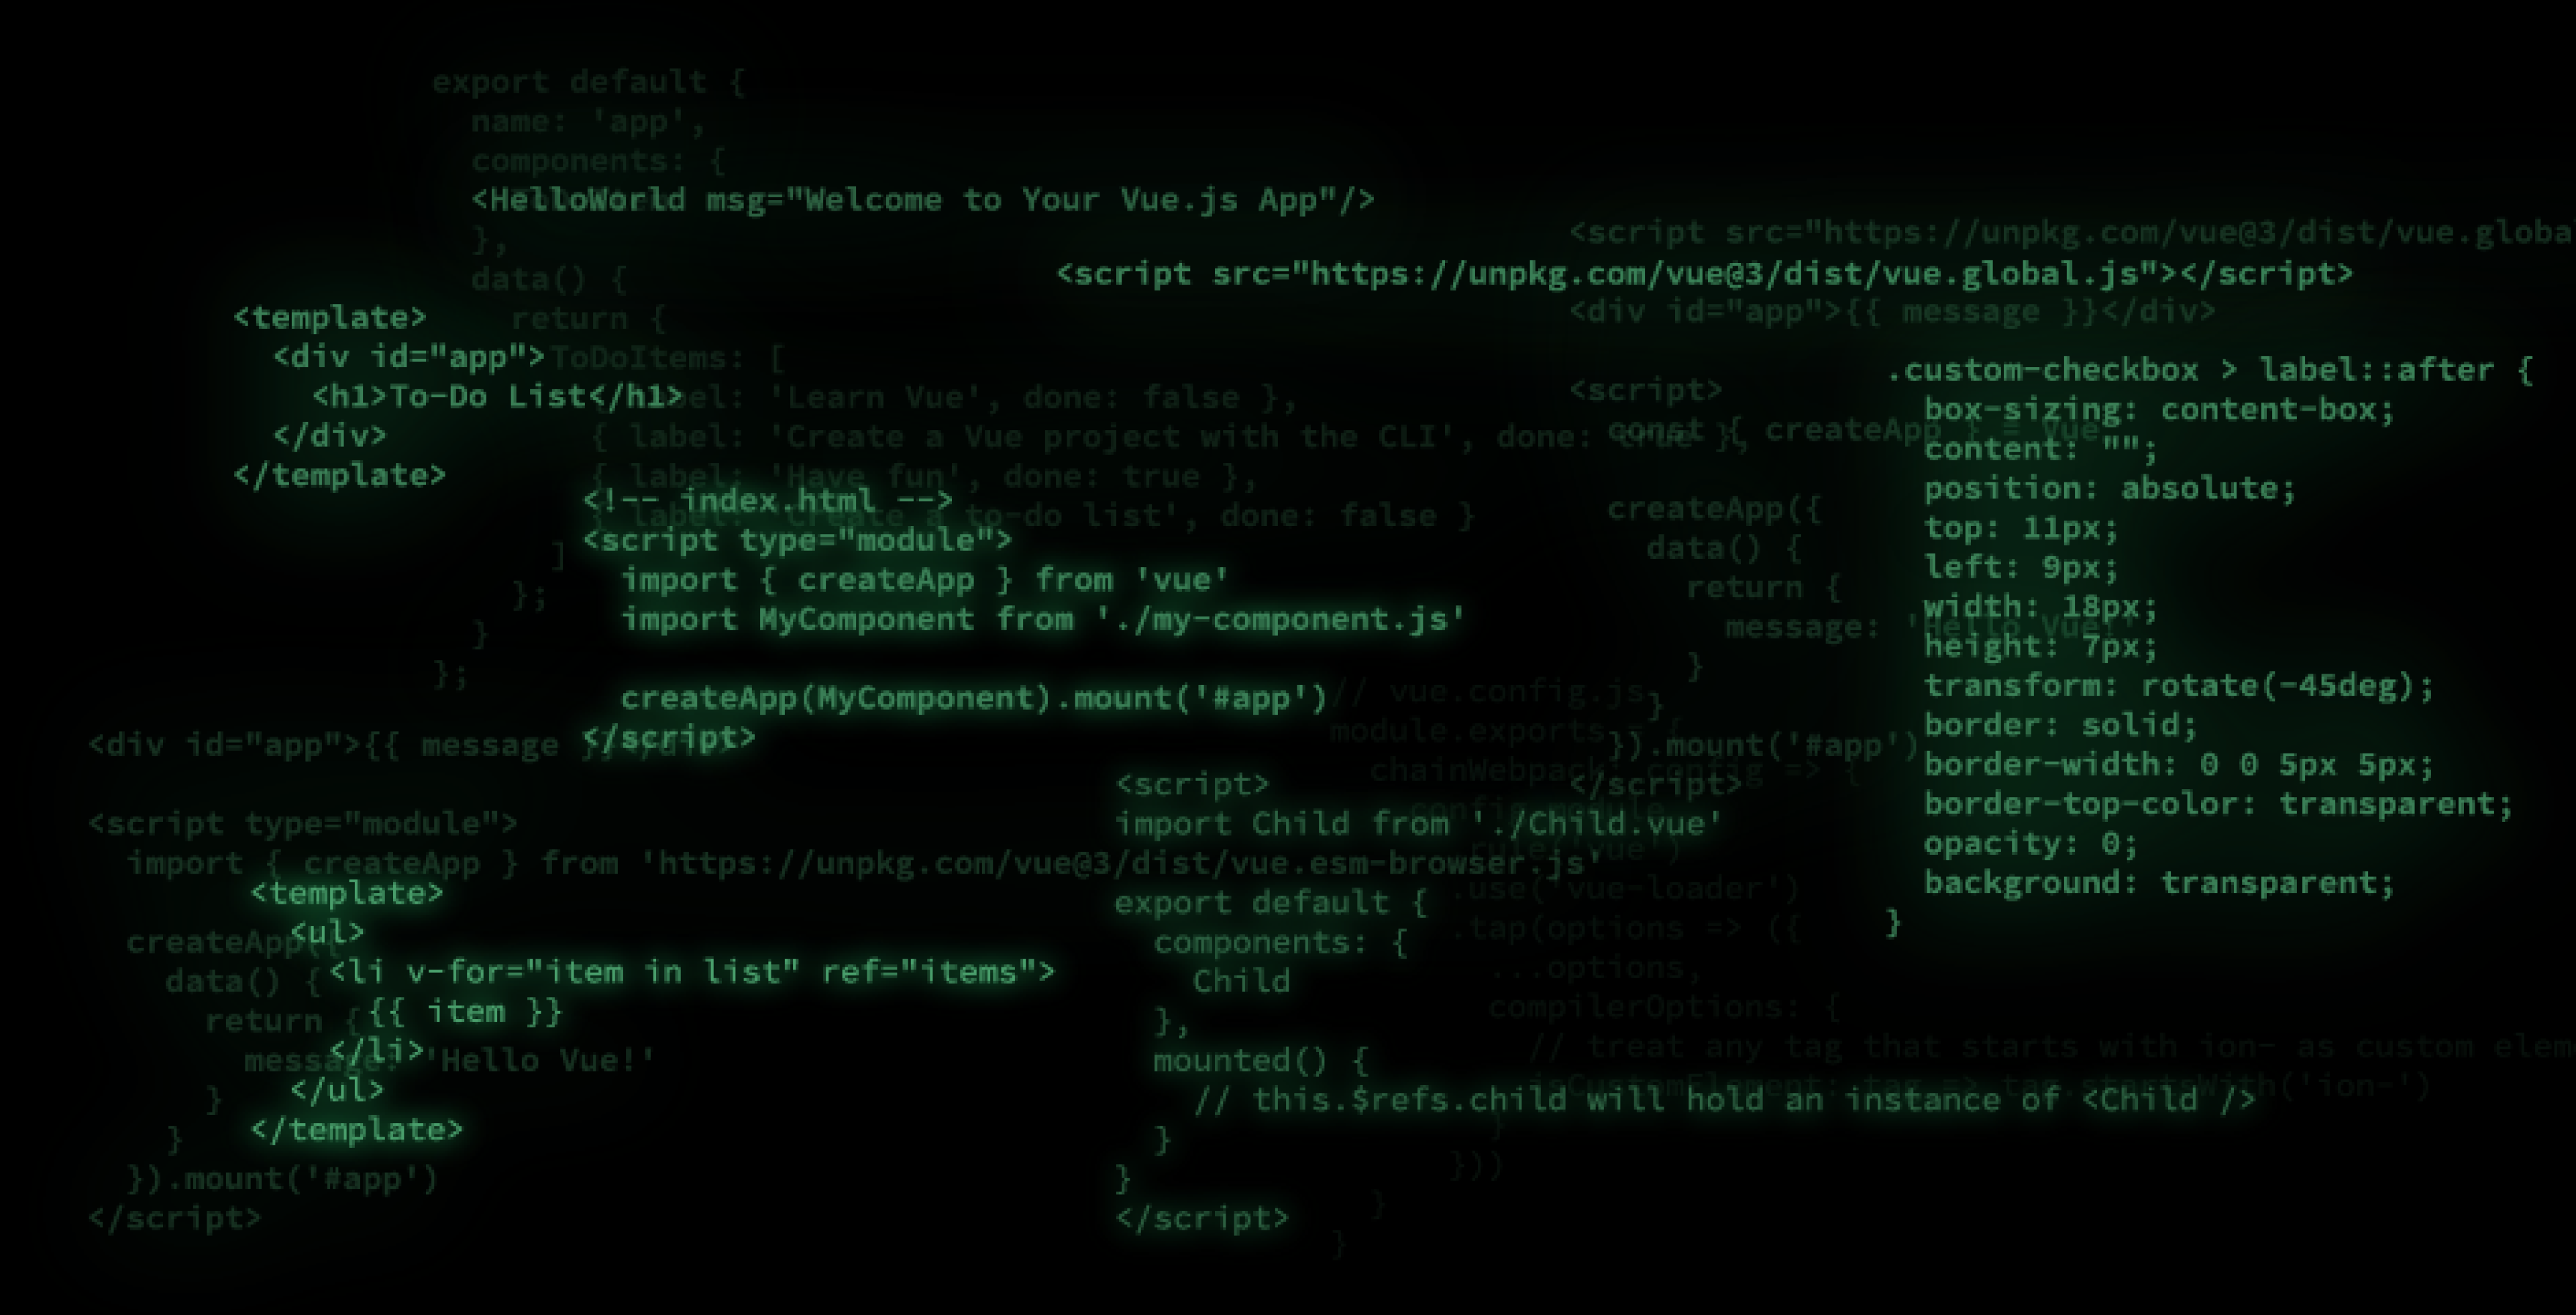 export default {
name: 'app',
components: {
<HelloWorld msg="Welcome to Your Vue.js App"/>
},
data() {
return {
ToDoItems: [
'Learn Vue', done: false },
{ label: 'Create a Vue project with the CLI', done: true },
{ label: 'Have fun', done: true },
{ label: 'Create a to-do list', done: false }
]
};
}
};
<template>
<div id="app">
<h1>To-Do List</h1>
</div>
</template>
<script src="https://unpkg.com/vue@3/dist/vue.globa
<script src="https://unpkg.com/vue@3/dist/vue.global.js"></script>
<div id="app">{{ message }}</div>
<script>
const { createApp } = Vue
createApp({
data() {
return {
message: 'Hello Vue!'
}
}
}).mount('#app')
</script>
.custom-checkbox > label::after {
box-sizing: content-box;
content: "";
position: absolute;
top: 11px;
left: 9px;
width: 18px;
height: 7px;
transform: rotate(-45deg);
border: solid;
border-width: 0 0 5px 5px;
border-top-color: transparent;
opacity: 0;
background: transparent;
}
<!-- index.html -->
<script type="module">
import { createApp } from 'vue'
import MyComponent from './my-component.js'
createApp(MyComponent).mount('#app')
</script>
<div id="app">{{ message
<script type="module">
import { createApp } from 'https://unpkg.com/vue@3/dist/vue.esm-browser.js'
createApp({
data() {
return {
message: 'Hello Vue!'
}
}
}).mount('#app')
</script>
<template>
<ul>
<li v-for="item in list" ref="items">
{{ item }}
</li>
</ul>
</template>
<script>
import Child from './Child.vue'
export default {
components: {
Child
},
mounted() {
// this.$refs.child will hold an instance of <Child />
}
}
</script>
// vue.config.js
module.exports = {
chainWebpack: config => {
config.module
.rule('vue')
.use('vue-loader')
.tap(options => ({
...options,
compilerOptions: {
// treat any tag that starts with ion- as custom elem
isCustomElement: tag => tag.startsWith('ion-')
}
}))
}
}